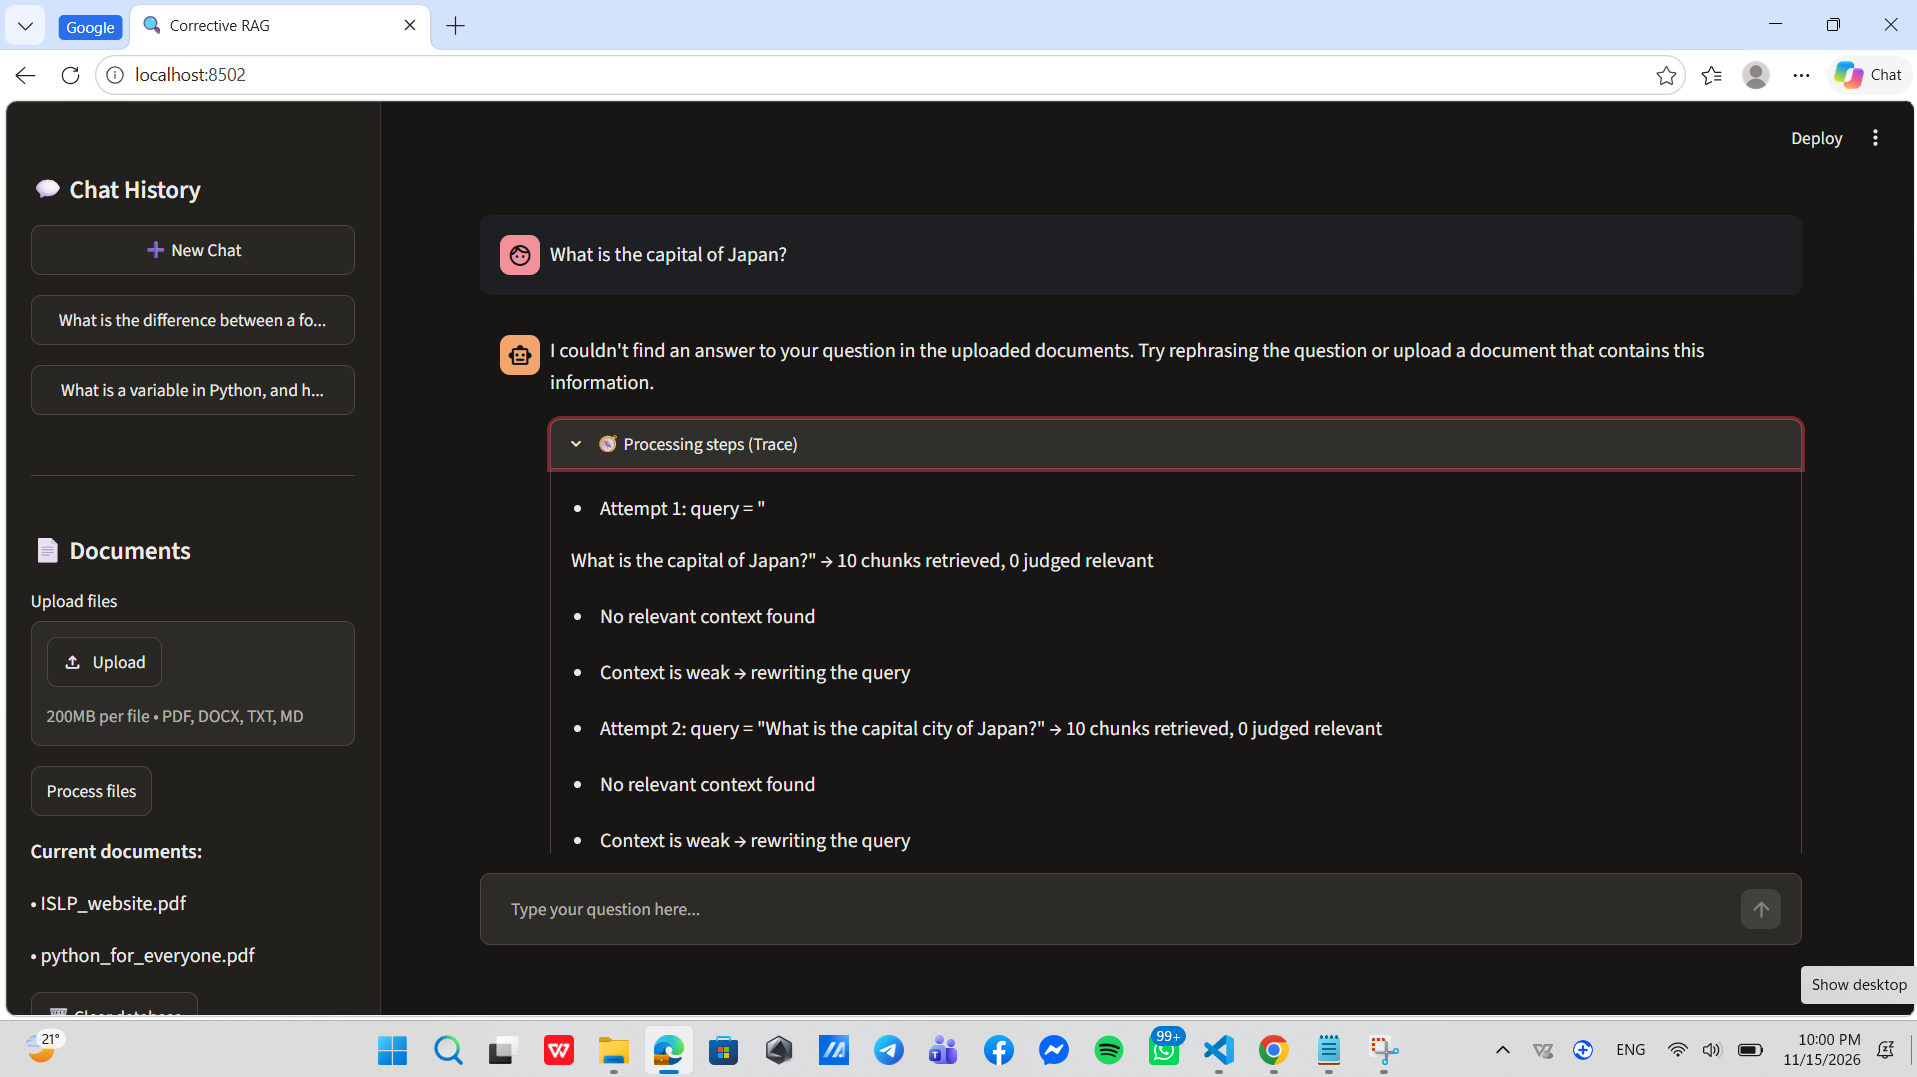 Google
Corrective RAG
localhost:8502
Chat
Deploy
Chat History
New Chat
What is the difference between a fo...
What is a variable in Python, and h...
Documents
Upload files
Upload
200MB per file • PDF, DOCX, TXT, MD
Process files
Current documents:
• ISLP_website.pdf
• python_for_everyone.pdf
Clear database
What is the capital of Japan?
I couldn't find an answer to your question in the uploaded documents. Try rephrasing the question or upload a document that contains this
information.
Processing steps (Trace)
• Attempt 1: query = "
What is the capital of Japan?" → 10 chunks retrieved, 0 judged relevant
• No relevant context found
• Context is weak → rewriting the query
• Attempt 2: query = "What is the capital city of Japan?" → 10 chunks retrieved, 0 judged relevant
• No relevant context found
• Context is weak → rewriting the query
Type your question here...
Show desktop
21°
99+
ENG
10:00 PM
11/15/2026